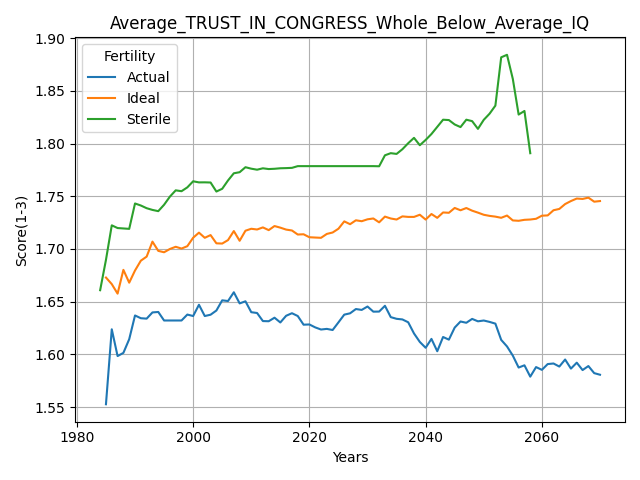 Average_TRUST_IN_CONGRESS_Whole_Below_Average_IQ
Fertility
Actual
Ideal
Sterile
Score(1-3)
1.90
1.85
1.80
1.75
1.70
1.65
1.60
1.55
1980
2000
2020
2040
2060
Years